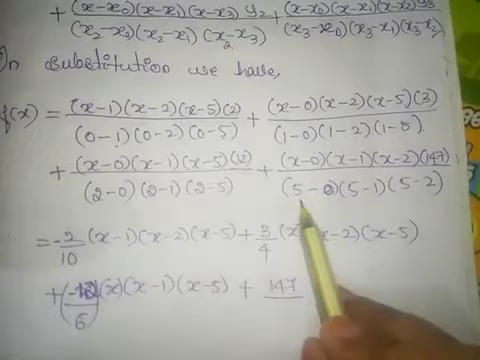 + (x-x0)(x-x1)(x-x3) y2 / (x2-x0)(x2-x1)(x2-x3) + (x-x0)(x-x1)(x-x2) y3 / (x3-x0)(x3-x1)(x3-x2)
On substitution we have,
f(x) = (x-1)(x-2)(x-5)(2) / (0-1)(0-2)(0-5) + (x-0)(x-2)(x-5)(3) / (1-0)(1-2)(1-5)
+ (x-0)(x-1)(x-5)(12) / (2-0)(2-1)(2-5) + (x-0)(x-1)(x-2)(147) / (5-0)(5-1)(5-2)
= -2/10 (x-1)(x-2)(x-5) + 3/4 (x x-2)(x-5)
+ (-12/6)(x)(x-1)(x-5) + 147